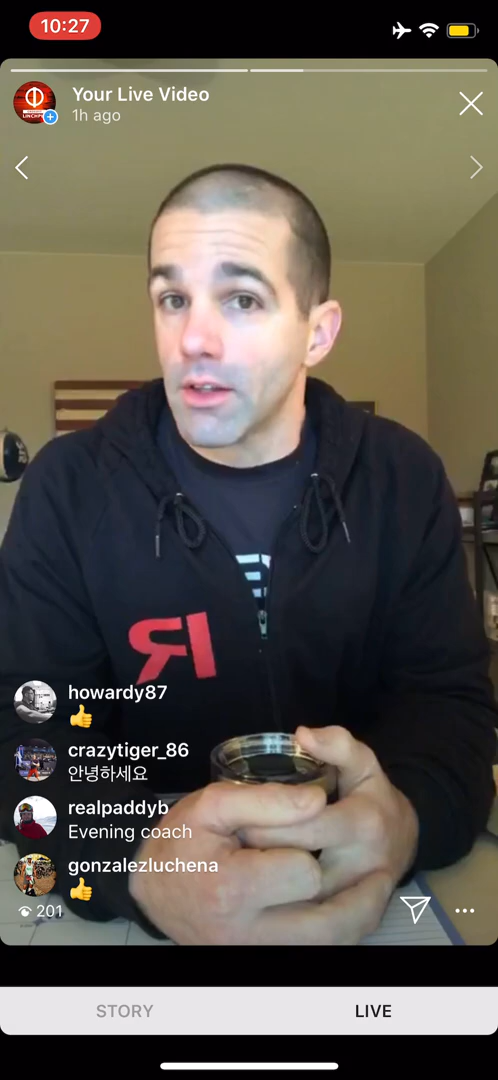 10:27
Your Live Video
1h ago
LINCHPIN
howardy87
👍
crazytiger_86
안녕하세요
realpaddyb
Evening coach
gonzalezluchena
👍
201
STORY
LIVE